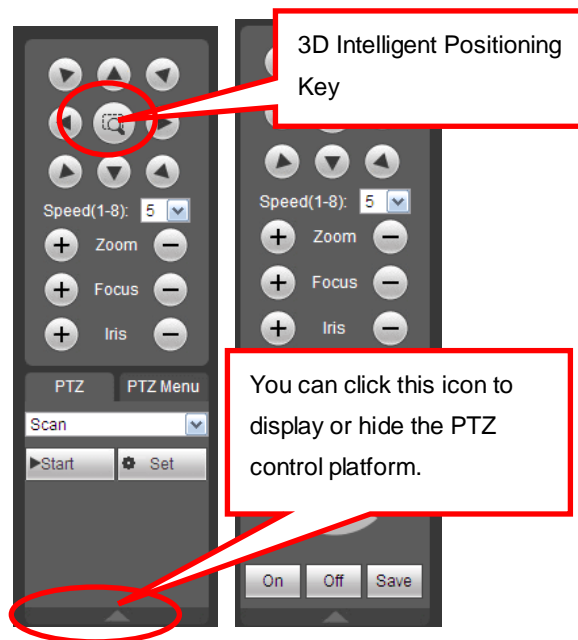 3D Intelligent Positioning
Key
Speed(1-8): 5
Zoom
Focus
Iris
PTZ PTZ Menu
Scan
Start Set
Speed(1-8): 5
Zoom
Focus
Iris
You can click this icon to
display or hide the PTZ
control platform.
On Off Save